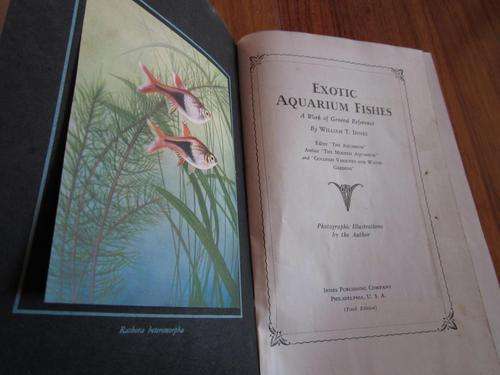 Rasbora heteromorpha
EXOTIC
AQUARIUM FISHES
A Work of General Reference
By WILLIAM T. INNES
Editor "THE AQUARIUM"
Author "THE MODERN AQUARIUM"
and "GOLDFISH VARIETIES AND WATER
GARDENS"
Photographic Illustrations
by the Author
INNES PUBLISHING COMPANY
PHILADELPHIA, U. S. A.
(Tenth Edition)